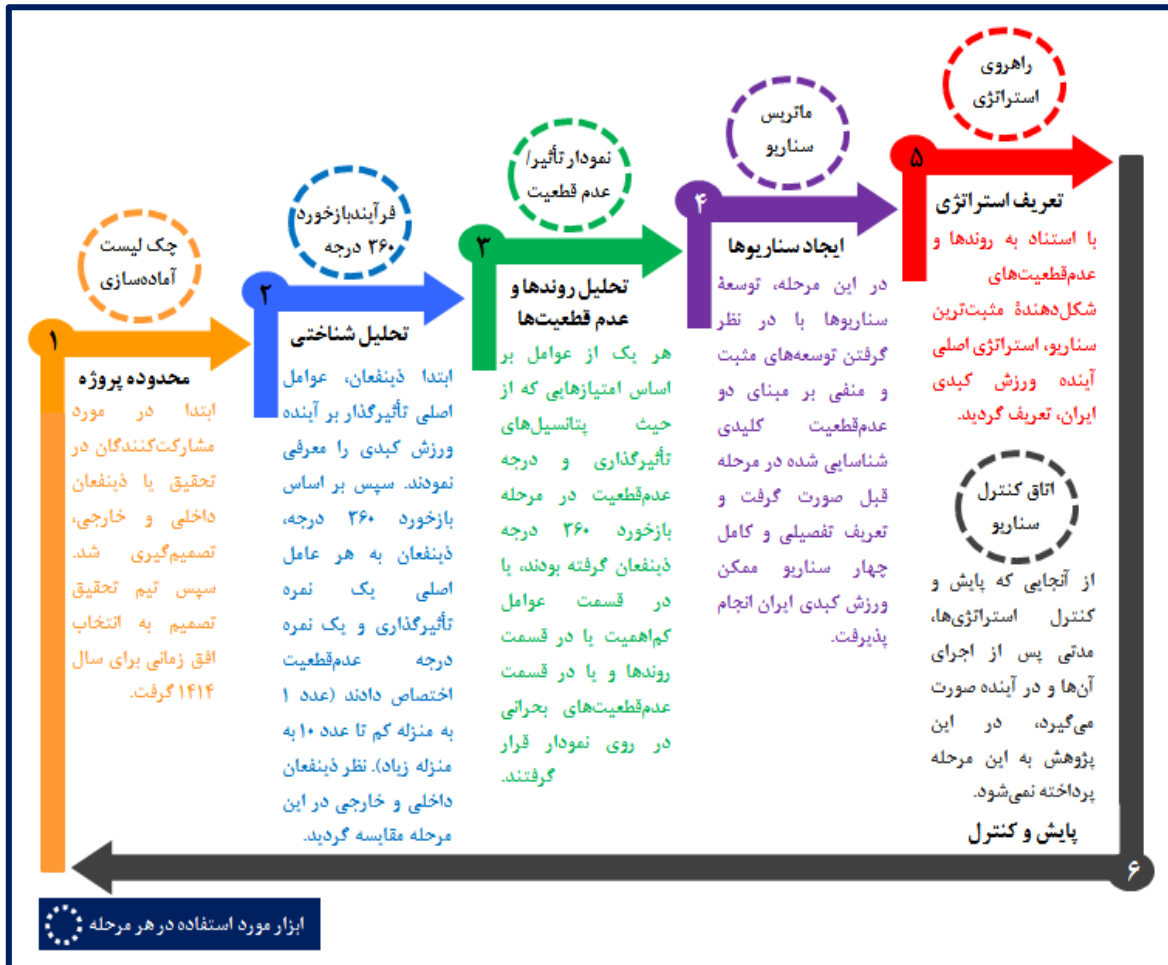 چک لیست
آماده‌سازی
۱
محدوده پروژه
ابتدا در مورد
مشارکت‌کنندگان در
تحقیق یا ذینفعان
داخلی و خارجی،
تصمیم‌گیری شد.
سپس تیم تحقیق
تصمیم به انتخاب
افق زمانی برای سال
۱۴۱۴ گرفت.
فرآیندبازخورد
۳۶۰ درجه
۲
تحلیل شناختی
ابتدا ذینفعان، عوامل
اصلی تأثیرگذار بر آینده
ورزش کبدی را معرفی
نمودند. سپس بر اساس
بازخورد ۳۶۰ درجه،
ذینفعان به هر عامل
اصلی یک نمره
تأثیرگذاری و یک نمره
درجه عدم‌قطعیت
اختصاص دادند (عدد ۱
به منزله کم تا عدد ۱۰ به
منزله زیاد). نظر ذینفعان
داخلی و خارجی در این
مرحله مقایسه گردید.
نمودار تأثیر/
عدم قطعیت
۳
تحلیل روندها و
عدم قطعیت‌ها
هر یک از عوامل بر
اساس امتیازهایی که از
حیث پتانسیل‌های
تأثیرگذاری و درجه
عدم‌قطعیت در مرحله
بازخورد ۳۶۰ درجه
ذینفعان گرفته بودند، یا
در قسمت عوامل
کم‌اهمیت یا در قسمت
روندها و یا در قسمت
عدم‌قطعیت‌های بحرانی
در روی نمودار قرار
گرفتند.
ماتریس
سناریو
۴
ایجاد سناریوها
در این مرحله، توسعۀ
سناریوها با در نظر
گرفتن توسعه‌های مثبت
و منفی بر مبنای دو
عدم‌قطعیت کلیدی
شناسایی شده در مرحله
قبل صورت گرفت و
تعریف تفصیلی و کامل
چهار سناریو ممکن
ورزش کبدی ایران انجام
پذیرفت.
راهروی
استراتژی
۵
تعریف استراتژی
با استناد به روندها و
عدم‌قطعیت‌های
شکل‌دهندۀ مثبت‌ترین
سناریو، استراتژی اصلی
آینده ورزش کبدی
ایران، تعریف گردید.
اتاق کنترل
سناریو
از آنجایی که پایش و
کنترل استراتژی‌ها،
مدتی پس از اجرای
آن‌ها و در آینده صورت
می‌گیرد، در این
پژوهش به این مرحله
پرداخته نمی‌شود.
پایش و کنترل
۶
ابزار مورد استفاده در هر مرحله